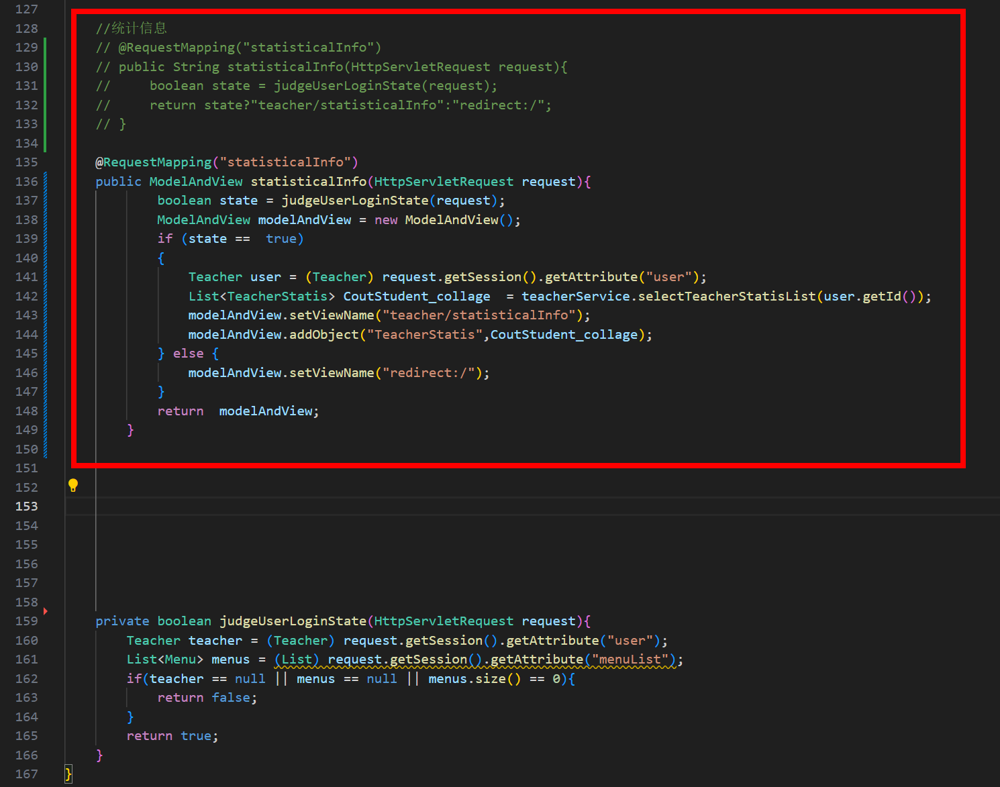 127
128 //统计信息
129 // @RequestMapping("statisticalInfo")
130 // public String statisticalInfo(HttpServletRequest request){
131 //     boolean state = judgeUserLoginState(request);
132 //     return state?"teacher/statisticalInfo":"redirect:/";
133 // }
134
135 @RequestMapping("statisticalInfo")
136 public ModelAndView statisticalInfo(HttpServletRequest request){
137         boolean state = judgeUserLoginState(request);
138         ModelAndView modelAndView = new ModelAndView();
139         if (state ==  true)
140         {
141             Teacher user = (Teacher) request.getSession().getAttribute("user");
142             List<TeacherStatis> CoutStudent_collage  = teacherService.selectTeacherStatisList(user.getId());
143             modelAndView.setViewName("teacher/statisticalInfo");
144             modelAndView.addObject("TeacherStatis",CoutStudent_collage);
145         } else {
146             modelAndView.setViewName("redirect:/");
147         }
148         return  modelAndView;
149     }
150
151
152
153
154
155
156
157
158
159 private boolean judgeUserLoginState(HttpServletRequest request){
160     Teacher teacher = (Teacher) request.getSession().getAttribute("user");
161     List<Menu> menus = (List) request.getSession().getAttribute("menuList");
162     if(teacher == null || menus == null || menus.size() == 0){
163         return false;
164     }
165     return true;
166 }
167 }